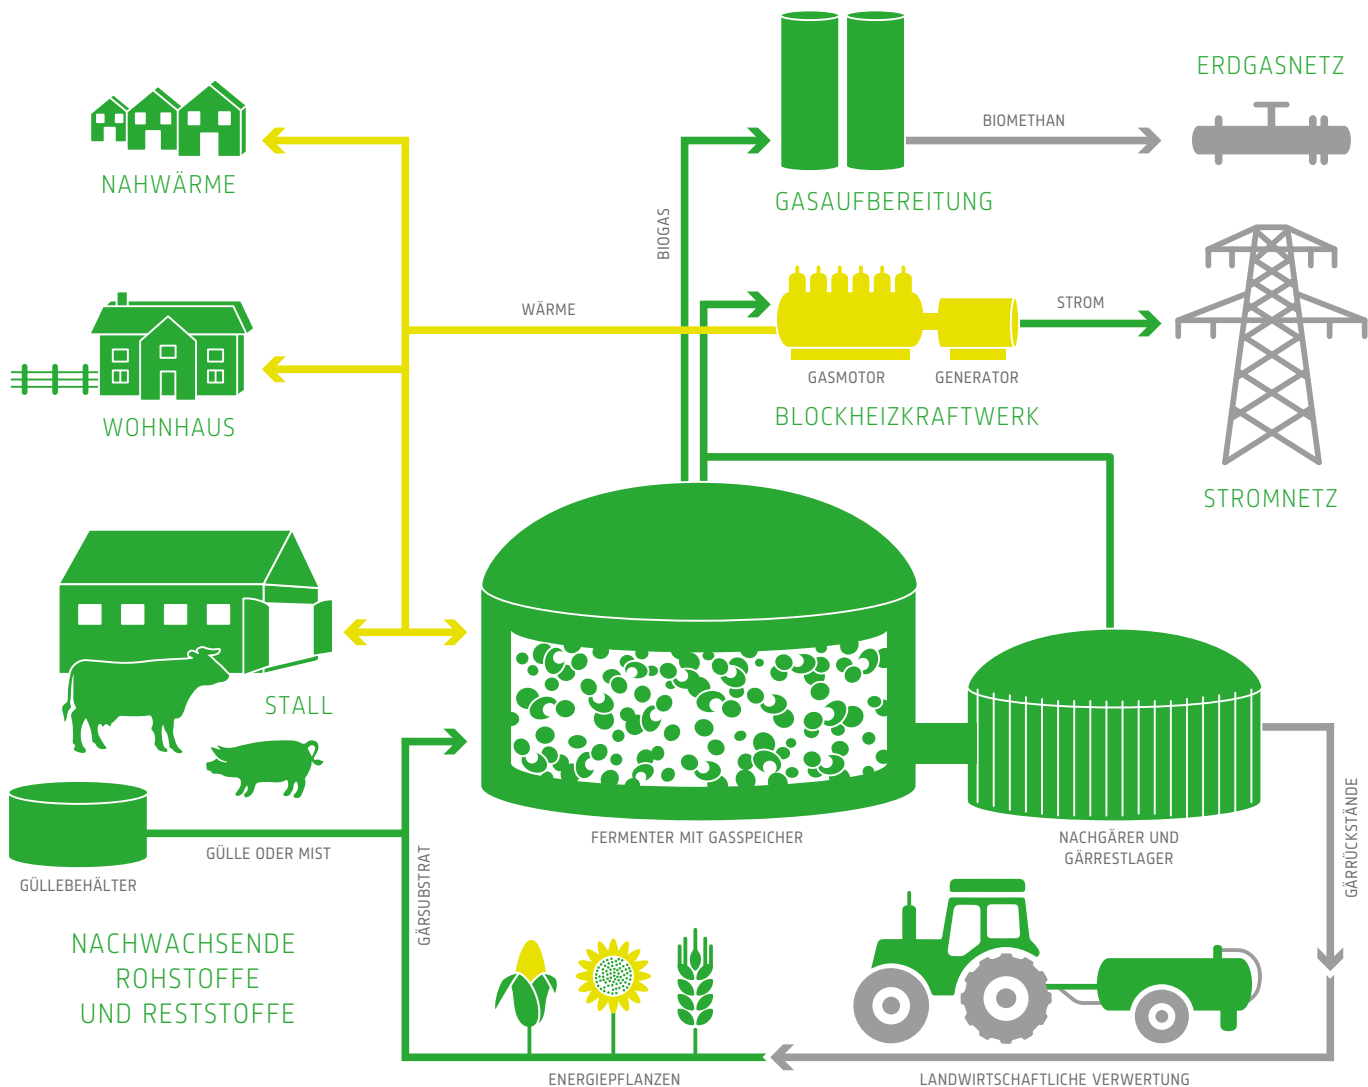 ERDGASNETZ
BIOMETHAN
NAHWÄRME
GASAUFBEREITUNG
BIOGAS
WÄRME
STROM
GASMOTOR
GENERATOR
BLOCKHEIZKRAFTWERK
WOHNHAUS
STROMNETZ
STALL
FERMENTER MIT GASSPEICHER
NACHGÄRER UND
GÄRRESTLAGER
GÄRRÜCKSTÄNDE
GÜLLE ODER MIST
GÜLLEBEHÄLTER
GÄRSUBSTRAT
NACHWACHSENDE
ROHSTOFFE
UND RESTSTOFFE
ENERGIEPFLANZEN
LANDWIRTSCHAFTLICHE VERWERTUNG